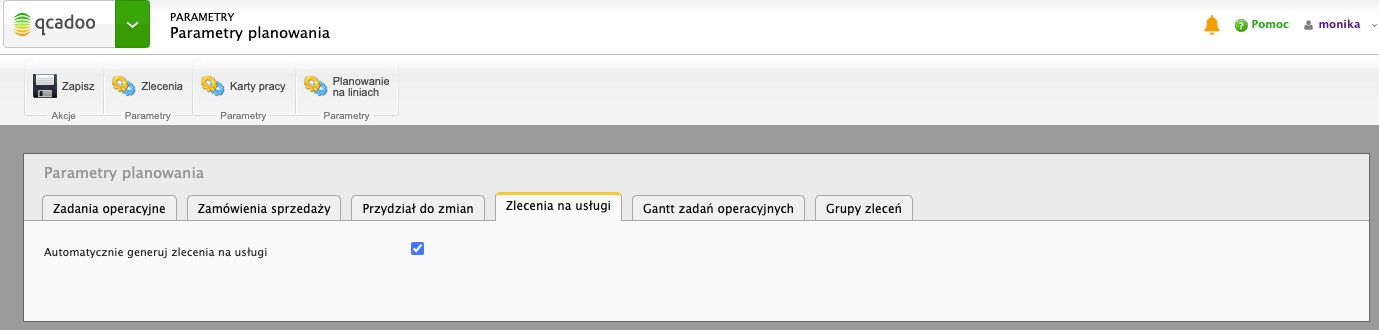 qcadoo
PARAMETRY
Parametry planowania
Pomoc
monika
Zapisz
Zlecenia
Karty pracy
Planowanie
na liniach
Akcje
Parametry
Parametry
Parametry
Parametry planowania
Zadania operacyjne
Zamówienia sprzedaży
Przydział do zmian
Zlecenia na usługi
Gantt zadań operacyjnych
Grupy zleceń
Automatycznie generuj zlecenia na usługi